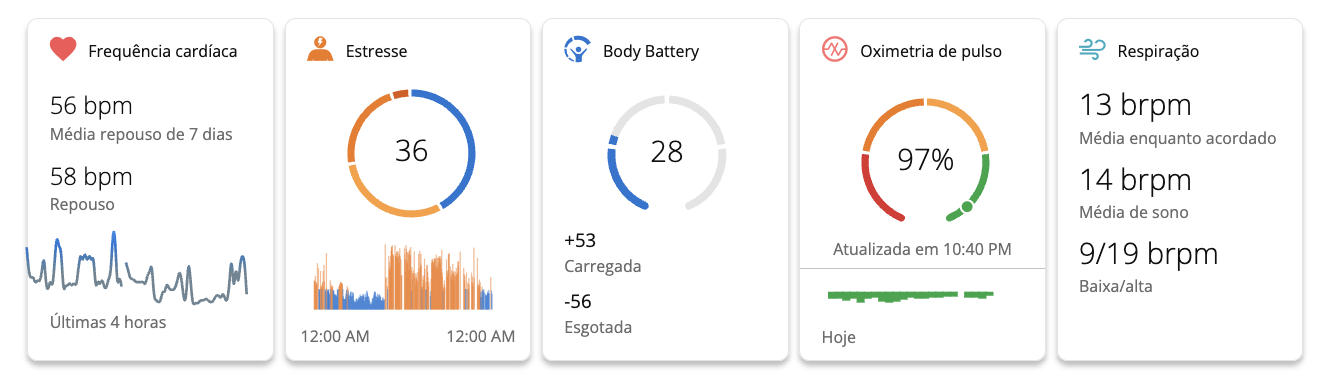 Frequência cardíaca
56 bpm
Média repouso de 7 dias
58 bpm
Repouso
Últimas 4 horas
Estresse
36
12:00 AM 12:00 AM
Body Battery
28
+53
Carregada
-56
Esgotada
Oximetria de pulso
97%
Atualizada em 10:40 PM
Hoje
Respiração
13 brpm
Média enquanto acordado
14 brpm
Média de sono
9/19 brpm
Baixa/alta